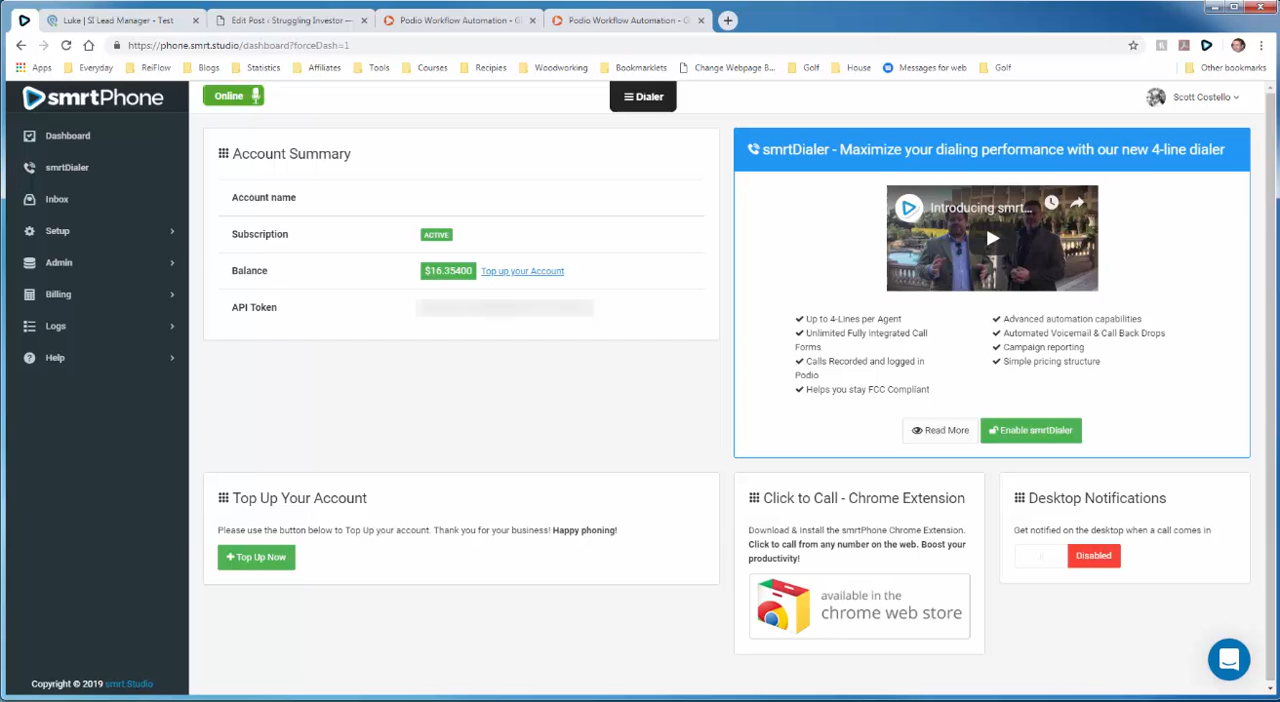 Luke | SI Lead Manager - Test
Edit Post ‹ Struggling Investor —
Podio Workflow Automation - Gl
Podio Workflow Automation - G
https://phone.smrt.studio/dashboard?forceDash=1
Apps
Everyday
ReiFlow
Blogs
Statistics
Affiliates
Tools
Courses
Recipies
Woodworking
Bookmarklets
Change Webpage B...
Golf
House
Messages for web
Golf
Other bookmarks
smrtPhone
Online
Dialer
Scott Costello
Dashboard
smrtDialer
Inbox
Setup
Admin
Billing
Logs
Help
Account Summary
Account name
Subscription
ACTIVE
Balance
$16.35400
Top up your Account
API Token
smrtDialer - Maximize your dialing performance with our new 4-line dialer
Introducing smrt...
Up to 4-Lines per Agent
Unlimited Fully Integrated Call
Forms
Calls Recorded and logged in
Podio
Helps you stay FCC Compliant
Advanced automation capabilities
Automated Voicemail & Call Back Drops
Campaign reporting
Simple pricing structure
Read More
Enable smrtDialer
Top Up Your Account
Please use the button below to Top Up your account. Thank you for your business! Happy phoning!
+ Top Up Now
Click to Call - Chrome Extension
Download & Install the smrtPhone Chrome Extension.
Click to call from any number on the web. Boost your
productivity!
available in the
chrome web store
Desktop Notifications
Get notified on the desktop when a call comes in
Disabled
Copyright © 2019 smrt.Studio